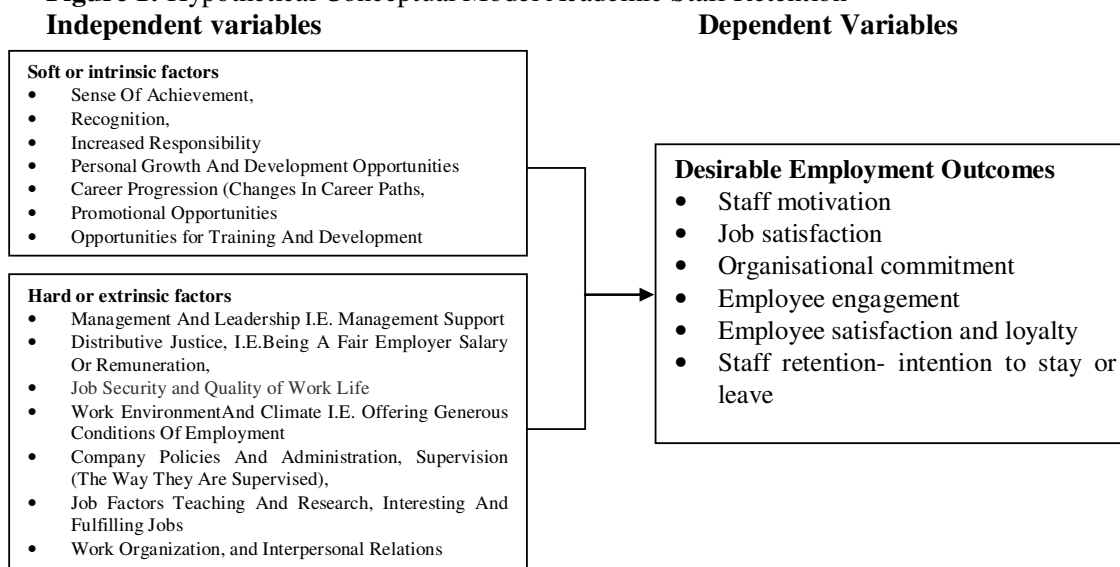 Figure 1: Hypothetical Conceptual Model Academic Staff Retention
Independent variables
Dependent Variables
Soft or intrinsic factors
• Sense Of Achievement,
• Recognition,
• Increased Responsibility
• Personal Growth And Development Opportunities
• Career Progression (Changes In Career Paths,
• Promotional Opportunities
• Opportunities for Training And Development
Hard or extrinsic factors
• Management And Leadership I.E. Management Support
• Distributive Justice, I.E.Being A Fair Employer Salary
Or Remuneration,
• Job Security and Quality of Work Life
• Work EnvironmentAnd Climate I.E. Offering Generous
Conditions Of Employment
• Company Policies And Administration, Supervision
(The Way They Are Supervised),
• Job Factors Teaching And Research, Interesting And
Fulfilling Jobs
• Work Organization, and Interpersonal Relations
Desirable Employment Outcomes
• Staff motivation
• Job satisfaction
• Organisational commitment
• Employee engagement
• Employee satisfaction and loyalty
• Staff retention- intention to stay or
leave